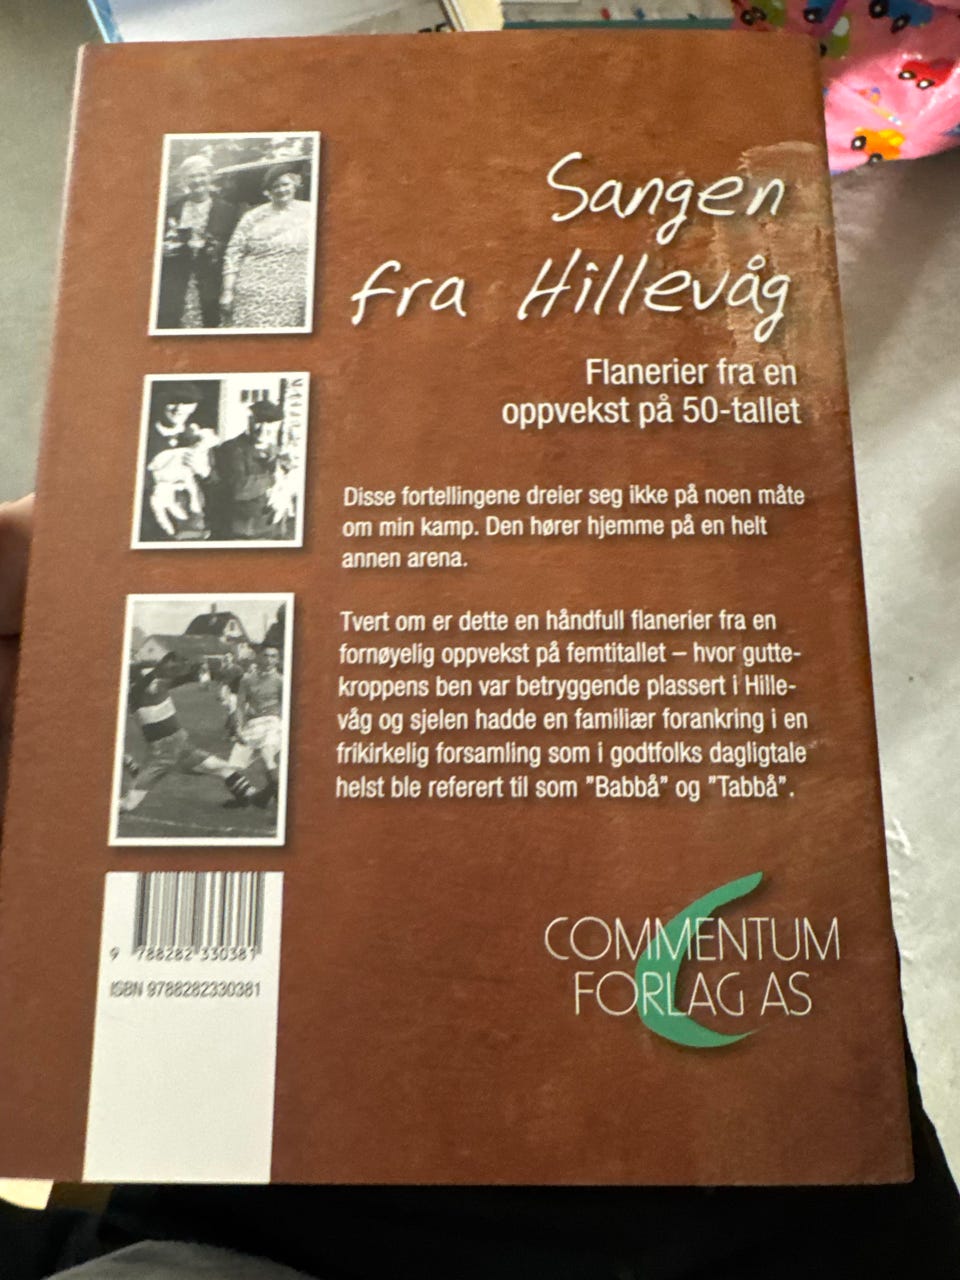 Sangen
fra Hillevåg
Flanerier fra en
oppvekst på 50-tallet
Disse fortellingene dreier seg ikke på noen måte
om min kamp. Den hører hjemme på en helt
annen arena.
Tvert om er dette en håndfull flanerier fra en
fornøyelig oppvekst på femtitallet – hvor gutte-
kroppens ben var betryggende plassert i Hille-
våg og sjelen hadde en familiær forankring i en
frikirkelig forsamling som i godtfolks dagligtale
helst ble referert til som ”Babbå” og ”Tabbå”.
9 788282 330381
ISBN 9788282330381
COMMENTUM
FORLAG AS